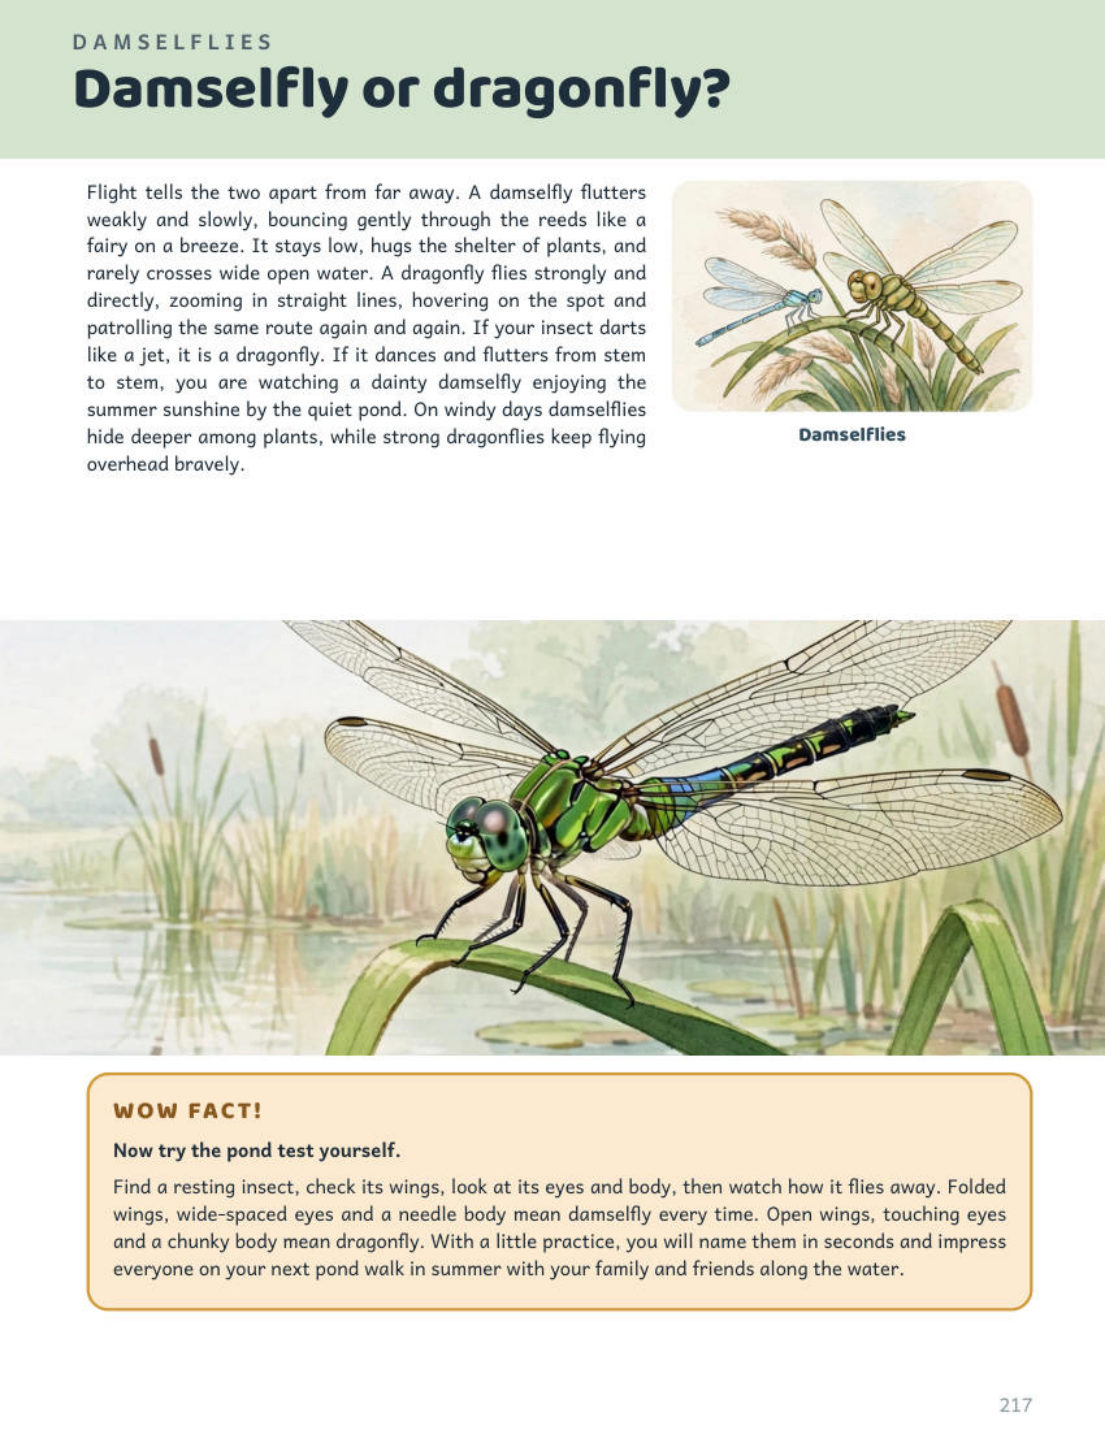 DAMSELFLIES
Damselfly or dragonfly?
Flight tells the two apart from far away. A damselfly flutters
weakly and slowly, bouncing gently through the reeds like a
fairy on a breeze. It stays low, hugs the shelter of plants, and
rarely crosses wide open water. A dragonfly flies strongly and
directly, zooming in straight lines, hovering on the spot and
patrolling the same route again and again. If your insect darts
like a jet, it is a dragonfly. If it dances and flutters from stem
to stem, you are watching a dainty damselfly enjoying the
summer sunshine by the quiet pond. On windy days damselflies
hide deeper among plants, while strong dragonflies keep flying
overhead bravely.
Damselflies
WOW FACT!
Now try the pond test yourself.
Find a resting insect, check its wings, look at its eyes and body, then watch how it flies away. Folded
wings, wide-spaced eyes and a needle body mean damselfly every time. Open wings, touching eyes
and a chunky body mean dragonfly. With a little practice, you will name them in seconds and impress
everyone on your next pond walk in summer with your family and friends along the water.
217